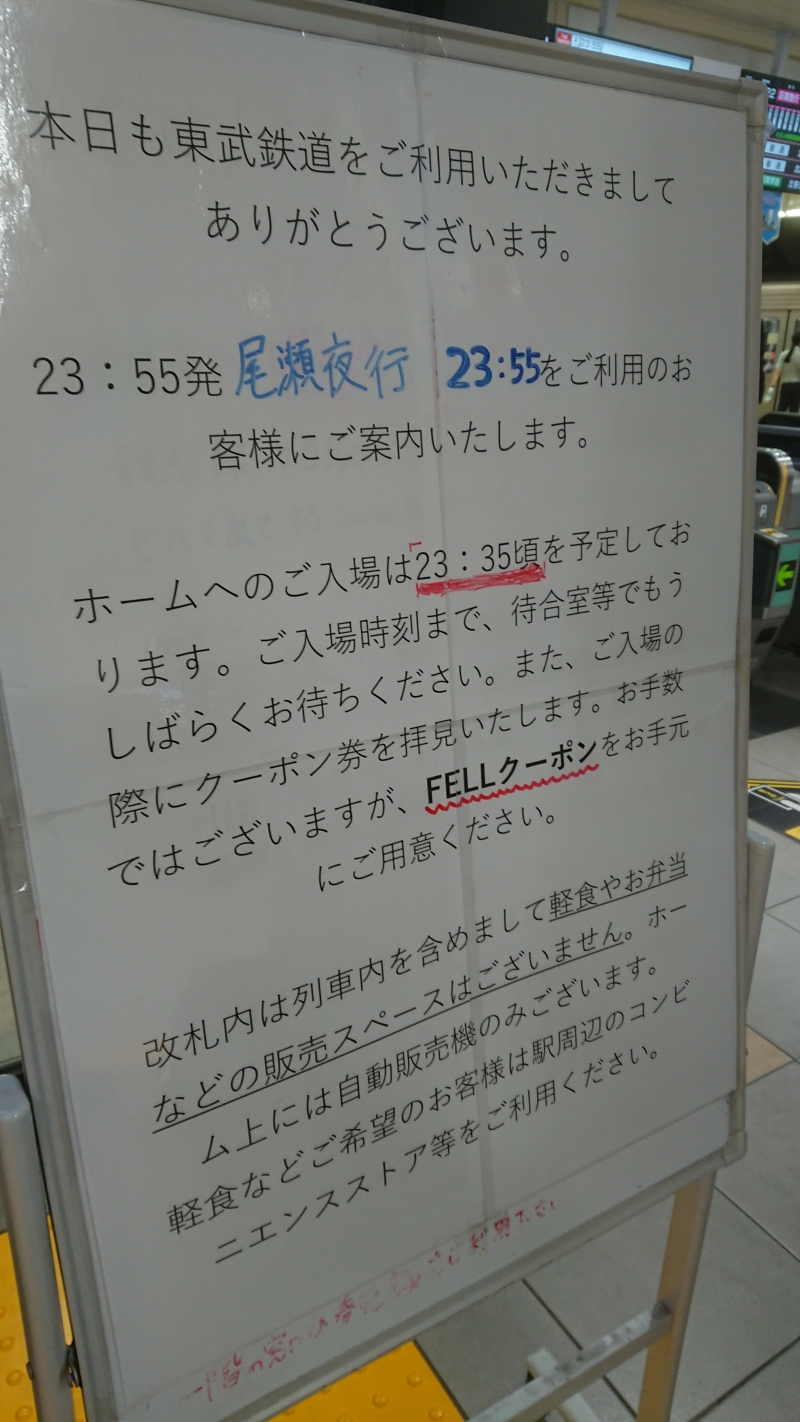 本日も東武鉄道をご利用いただきまして
ありがとうございます。
23：55発 尾瀬夜行 23:55をご利用のお
客様にご案内いたします。
ホームへのご入場は23：35頃を予定してお
ります。ご入場時刻まで、待合室等でもう
しばらくお待ちください。また、ご入場の
際にクーポン券を拝見いたします。お手数
ではございますが、FELLクーポンをお手元
にご用意ください。
改札内は列車内を含めまして軽食やお弁当
などの販売スペースはございません。ホー
ム上には自動販売機のみございます。
軽食などご希望のお客様は駅周辺のコンビ
ニエンスストア等をご利用ください。